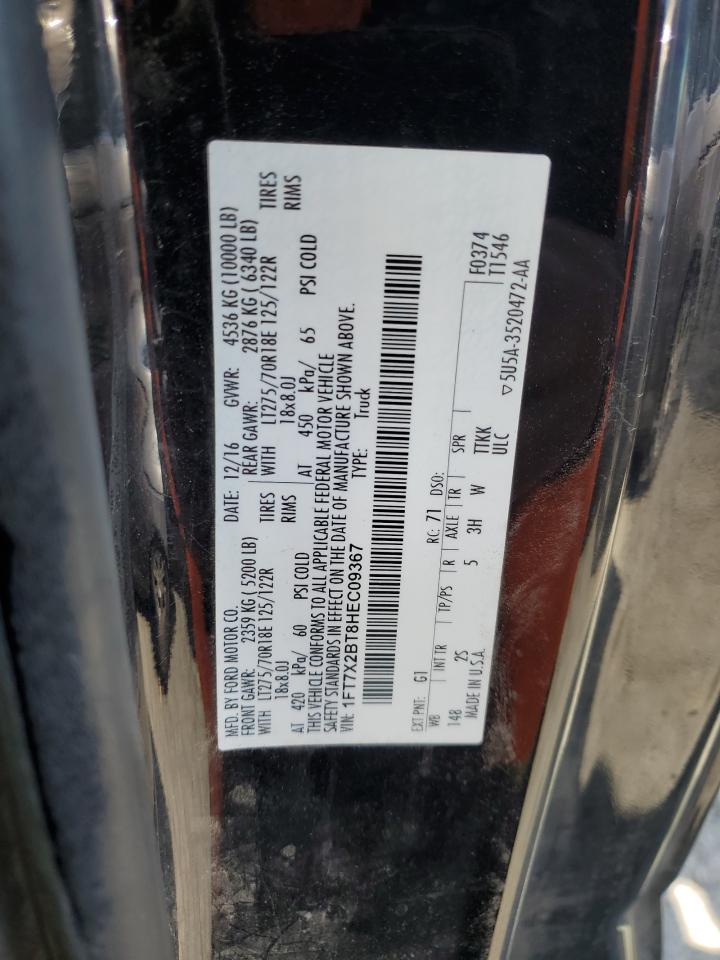 MFD. BY FORD MOTOR CO. DATE: 12/16 GVWR: 4536 KG (10000 LB)
FRONT GAWR: 2359 KG ( 5200 LB) REAR GAWR: 2876 KG ( 6340 LB)
WITH LT275/70R18E 125/122R TIRES WITH LT275/70R18E 125/122R TIRES
18x8.0J RIMS 18x8.0J RIMS
AT 420 kPa/ 60 PSI COLD AT 450 kPa/ 65 PSI COLD
THIS VEHICLE CONFORMS TO ALL APPLICABLE FEDERAL MOTOR VEHICLE
SAFETY STANDARDS IN EFFECT ON THE DATE OF MANUFACTURE SHOWN ABOVE.
VIN: 1FT7X2BT8HEC09367 TYPE: Truck
EXT PNT: G1 RC: 71 DSO: F0374
WB INT TR TP/PS R AXLE TR SPR T1546
148 2S 5 3H W TTKK
MADE IN U.S.A. ULC ▽5U5A-3520472-AA